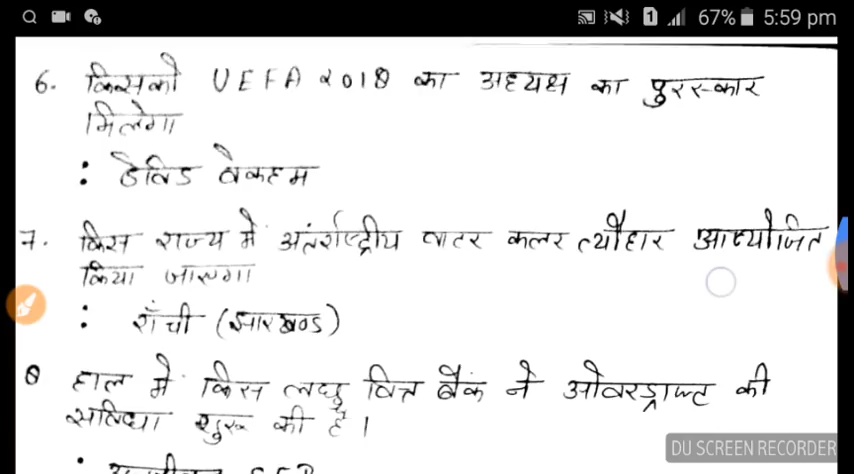 67% 5:59 pm
6. किसको UEFA 2018 का अध्यक्ष का पुरस्कार
मिलेगा
: डेविड बेकहम
7. किस राज्य में अंतर्राष्ट्रीय वाटर कलर त्यौहार आयोजित
किया जाएगा
: राँची (झारखण्ड)
8 हाल में किस लघु वित्त बैंक ने ओवरड्राफ्ट की
सुविधा शुरू की है।
:
DU SCREEN RECORDER